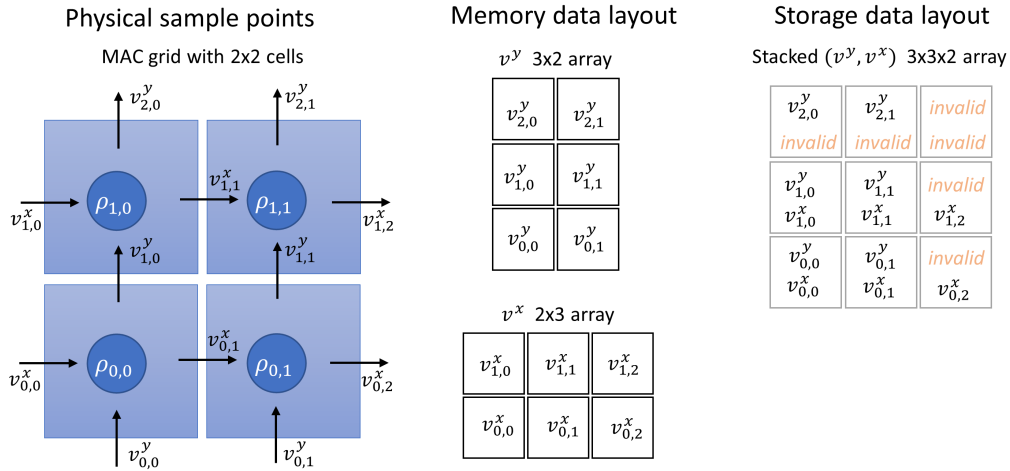 Physical sample points
MAC grid with 2x2 cells
v^y_{2,0} v^y_{2,1}
ρ_{1,0} v^x_{1,1} ρ_{1,1}
v^x_{1,0} v^x_{1,2}
v^y_{1,0} v^y_{1,1}
v^x_{0,1}
ρ_{0,0} ρ_{0,1}
v^x_{0,0} v^x_{0,2}
v^y_{0,0} v^y_{0,1}
Memory data layout
v^y 3x2 array
v^y_{2,0} v^y_{2,1}
v^y_{1,0} v^y_{1,1}
v^y_{0,0} v^y_{0,1}
v^x 2x3 array
v^x_{1,0} v^x_{1,1} v^x_{1,2}
v^x_{0,0} v^x_{0,1} v^x_{0,2}
Storage data layout
Stacked (v^y, v^x) 3x3x2 array
v^y_{2,0} v^y_{2,1} invalid
invalid invalid invalid
v^y_{1,0} v^y_{1,1} invalid
v^x_{1,0} v^x_{1,1} v^x_{1,2}
v^y_{0,0} v^y_{0,1} invalid
v^x_{0,0} v^x_{0,1} v^x_{0,2}